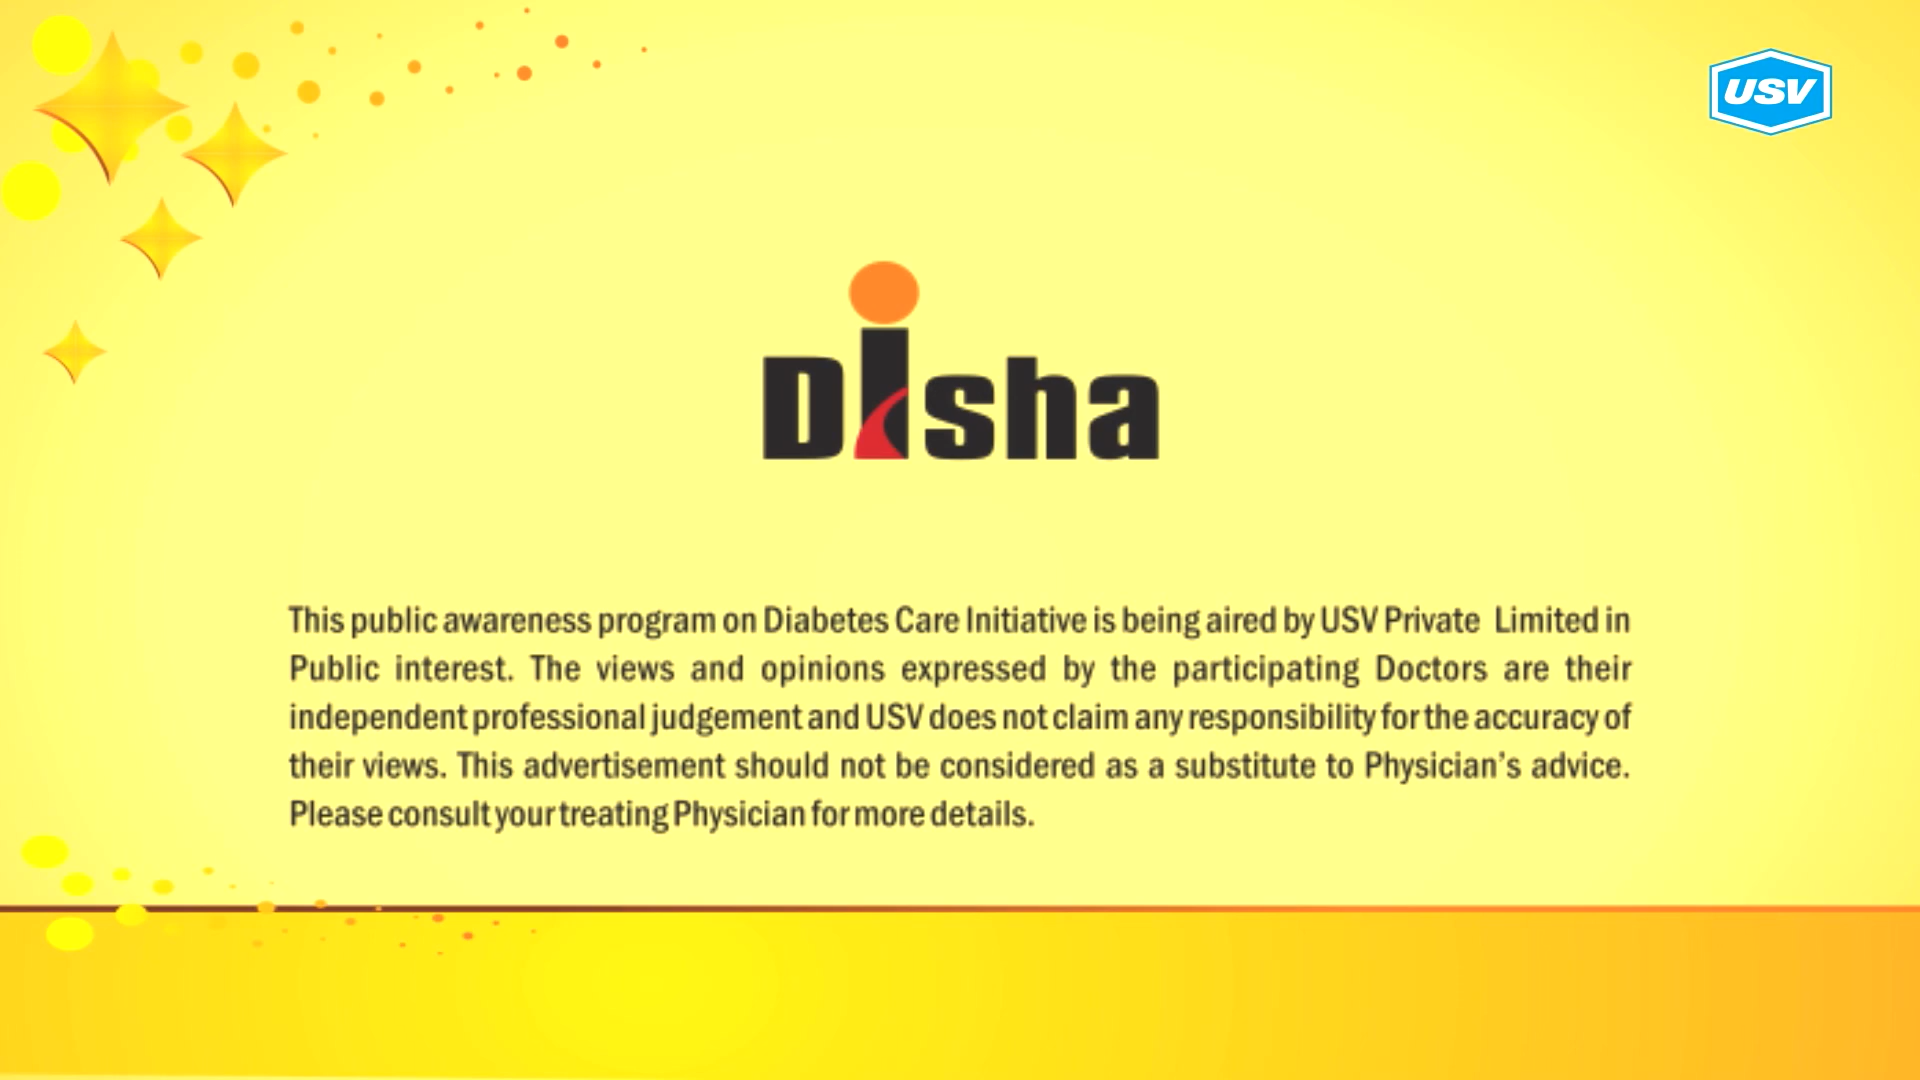 USV
Disha
This public awareness program on Diabetes Care Initiative is being aired by USV Private Limited in
Public interest. The views and opinions expressed by the participating Doctors are their
independent professional judgement and USV does not claim any responsibility for the accuracy of
their views. This advertisement should not be considered as a substitute to Physician’s advice.
Please consult your treating Physician for more details.